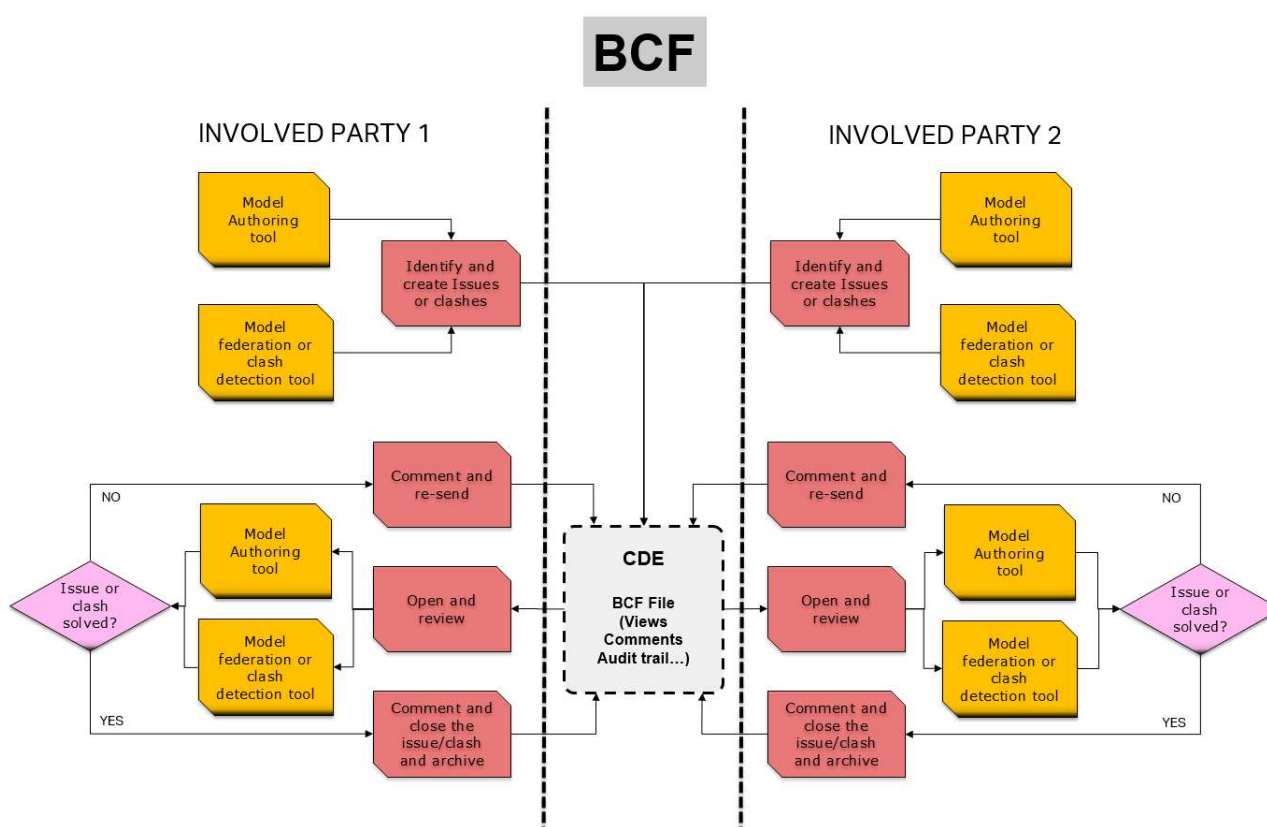 BCF
INVOLVED PARTY 1
INVOLVED PARTY 2
Model
Authoring
tool
Identify and
create Issues
or clashes
Model
federation or
clash
detection tool
Model
Authoring
tool
Identify and
create Issues
or clashes
Model
federation or
clash
detection tool
Comment and
re-send
NO
Model
Authoring
tool
Issue or
clash
solved?
Open and
review
Model
federation or
clash
detection tool
YES
Comment and
close the
issue/clash
and archive
CDE
BCF File
(Views
Comments
Audit trail...)
Comment and
re-send
NO
Model
Authoring
tool
Open and
review
Issue or
clash
solved?
Model
federation or
clash
detection tool
YES
Comment and
close the
issue/clash
and archive